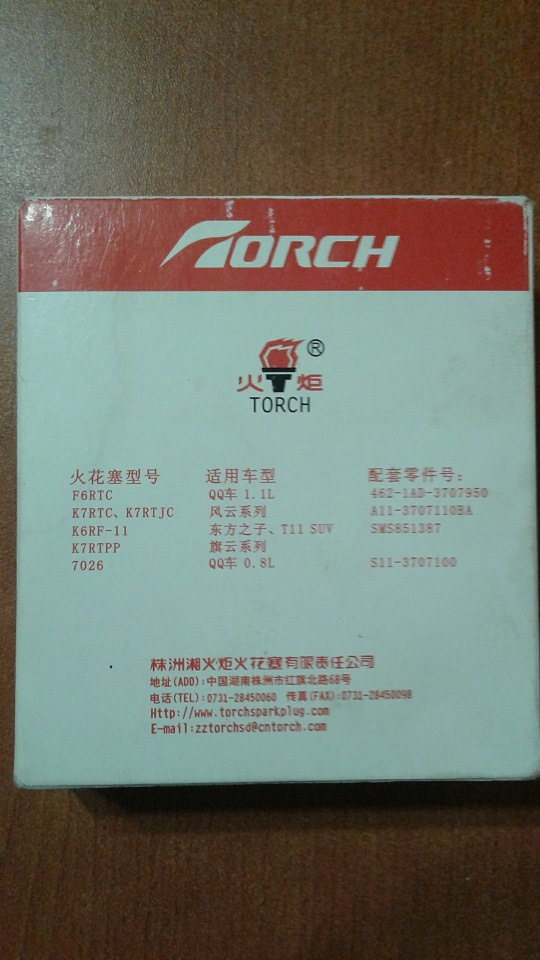 TORCH
火炬®
TORCH
火花塞型号 适用车型 配套零件号:
F6RTC QQ车 1.1L 462-1AD-3707950
K7RTC、K7RTJC 风云系列 A11-3707110BA
K6RF-11 东方之子、T11 SUV SMS851387
K7RTPP 旗云系列
7026 QQ车 0.8L S11-3707100
株洲湘火炬火花塞有限责任公司
地址(ADD):中国湖南株洲市红旗北路68号
电话(TEL):0731-28450060 传真(FAX):0731-28450098
Http://www.torchsparkplug.com
E-mail:zztorchsd@cntorch.com